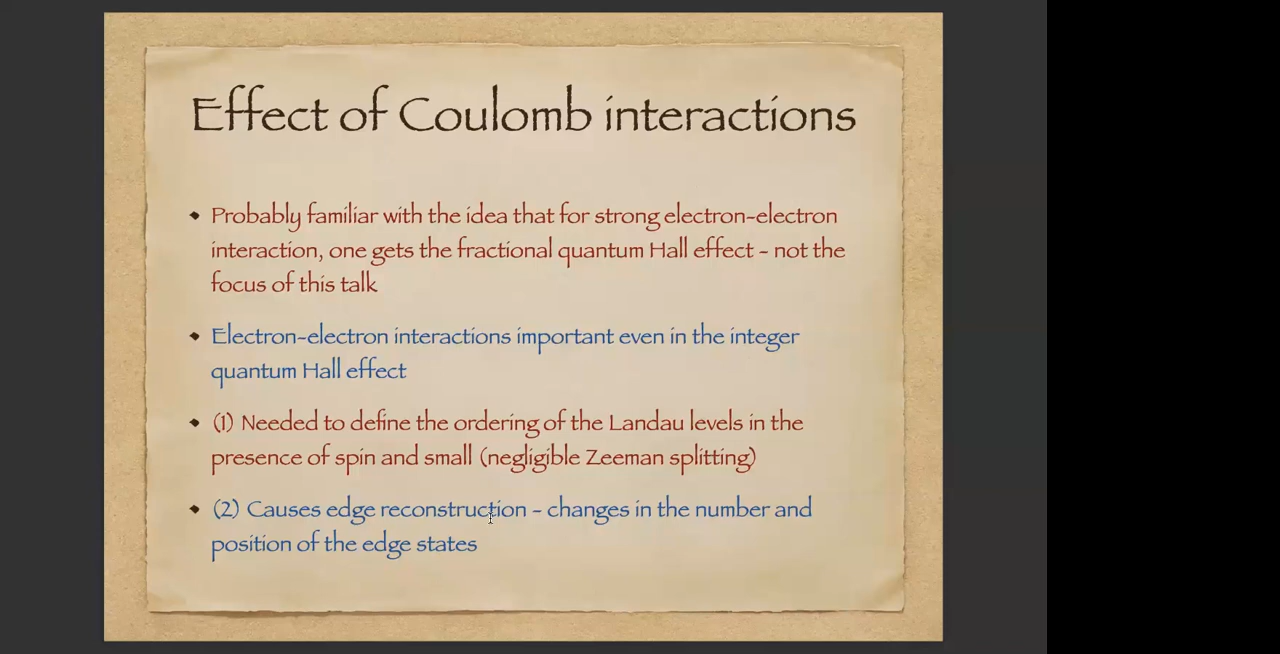 Effect of Coulomb interactions
Probably familiar with the idea that for strong electron-electron
interaction, one gets the fractional quantum Hall effect - not the
focus of this talk
Electron-electron interactions important even in the integer
quantum Hall effect
(1) Needed to define the ordering of the Landau levels in the
presence of spin and small (negligible Zeeman splitting)
(2) Causes edge reconstruction - changes in the number and
position of the edge states